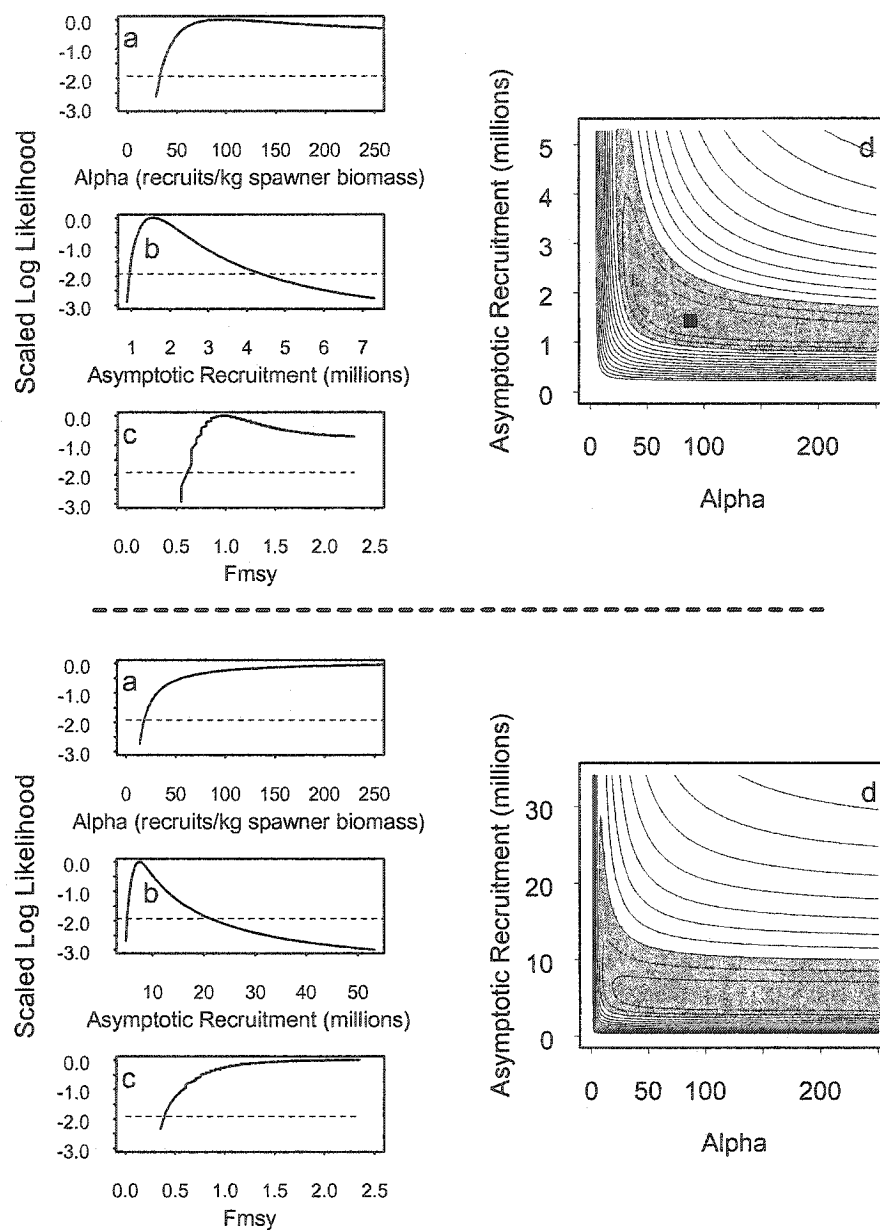 Scaled Log Likelihood
a
0.0
-1.0
-2.0
-3.0
0 50 100 150 200 250
Alpha (recruits/kg spawner biomass)
b
0.0
-1.0
-2.0
-3.0
1 2 3 4 5 6 7
Asymptotic Recruitment (millions)
c
0.0
-1.0
-2.0
-3.0
0.0 0.5 1.0 1.5 2.0 2.5
Fmsy
d
Asymptotic Recruitment (millions)
5
4
3
2
1
0
0 50 100 200
Alpha
Scaled Log Likelihood
a
0.0
-1.0
-2.0
-3.0
0 50 100 150 200 250
Alpha (recruits/kg spawner biomass)
b
0.0
-1.0
-2.0
-3.0
10 20 30 40 50
Asymptotic Recruitment (millions)
c
0.0
-1.0
-2.0
-3.0
0.0 0.5 1.0 1.5 2.0 2.5
Fmsy
d
Asymptotic Recruitment (millions)
30
20
10
0
0 50 100 200
Alpha